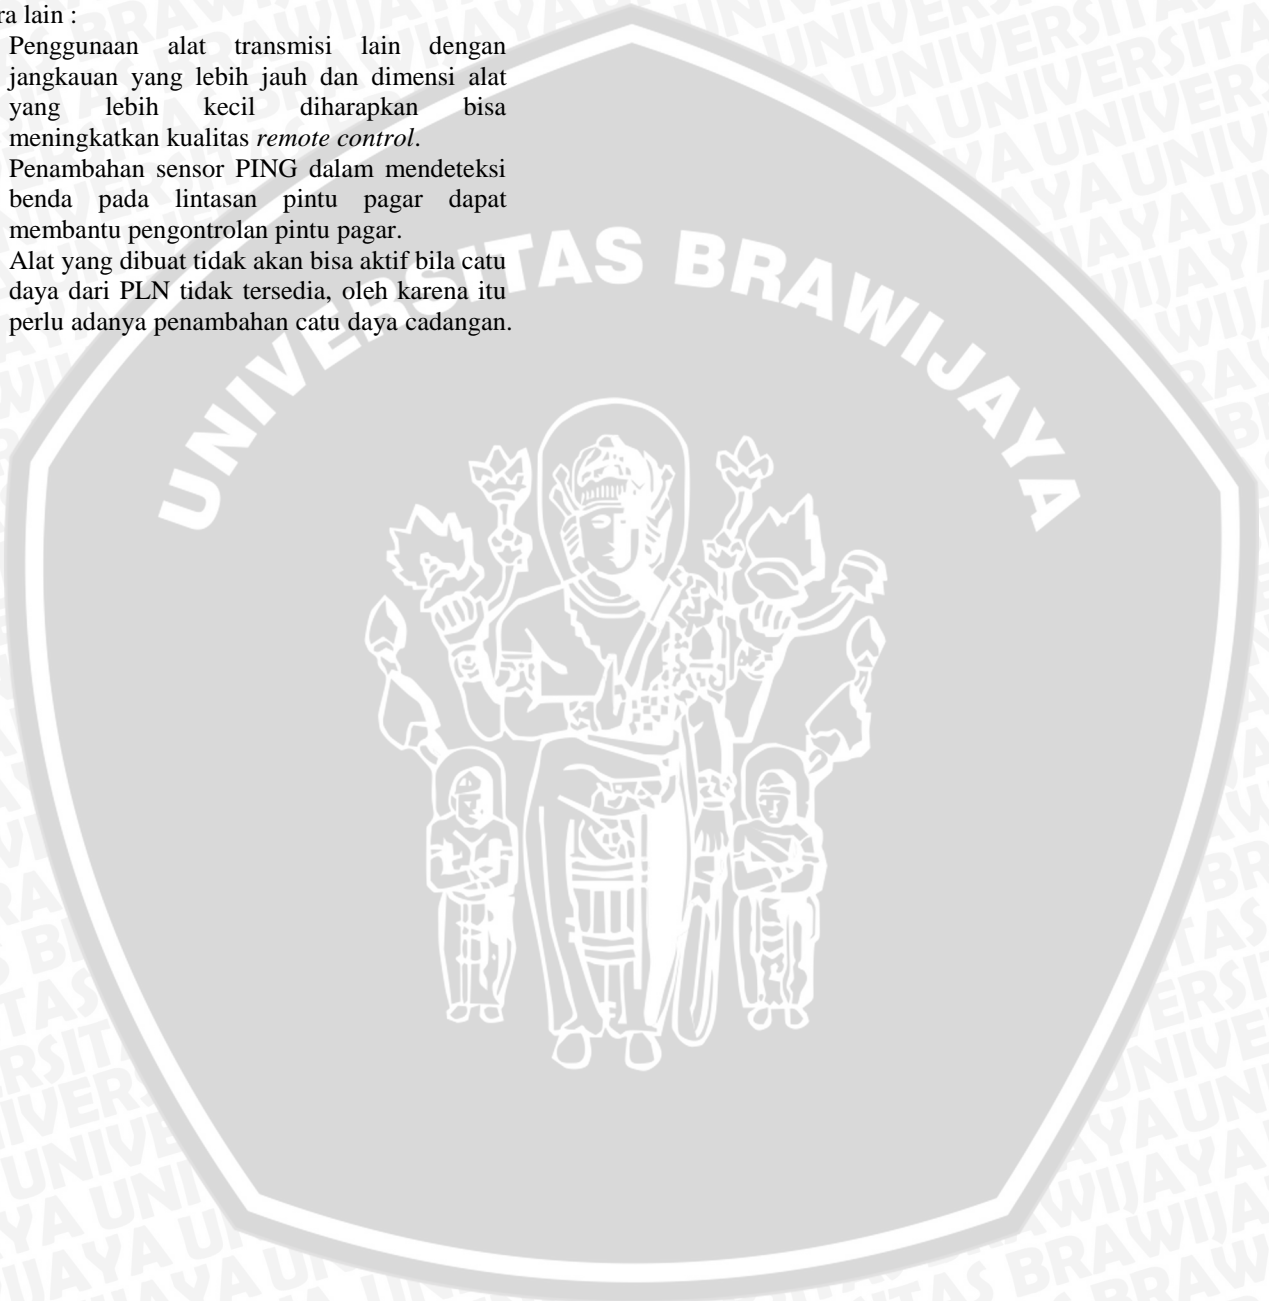 ra lain :
Penggunaan alat transmisi lain dengan
jangkauan yang lebih jauh dan dimensi alat
yang lebih kecil diharapkan bisa
meningkatkan kualitas remote control.
Penambahan sensor PING dalam mendeteksi
benda pada lintasan pintu pagar dapat
membantu pengontrolan pintu pagar.
Alat yang dibuat tidak akan bisa aktif bila catu
daya dari PLN tidak tersedia, oleh karena itu
perlu adanya penambahan catu daya cadangan.
UNIVERSITAS BRAWIJAYA